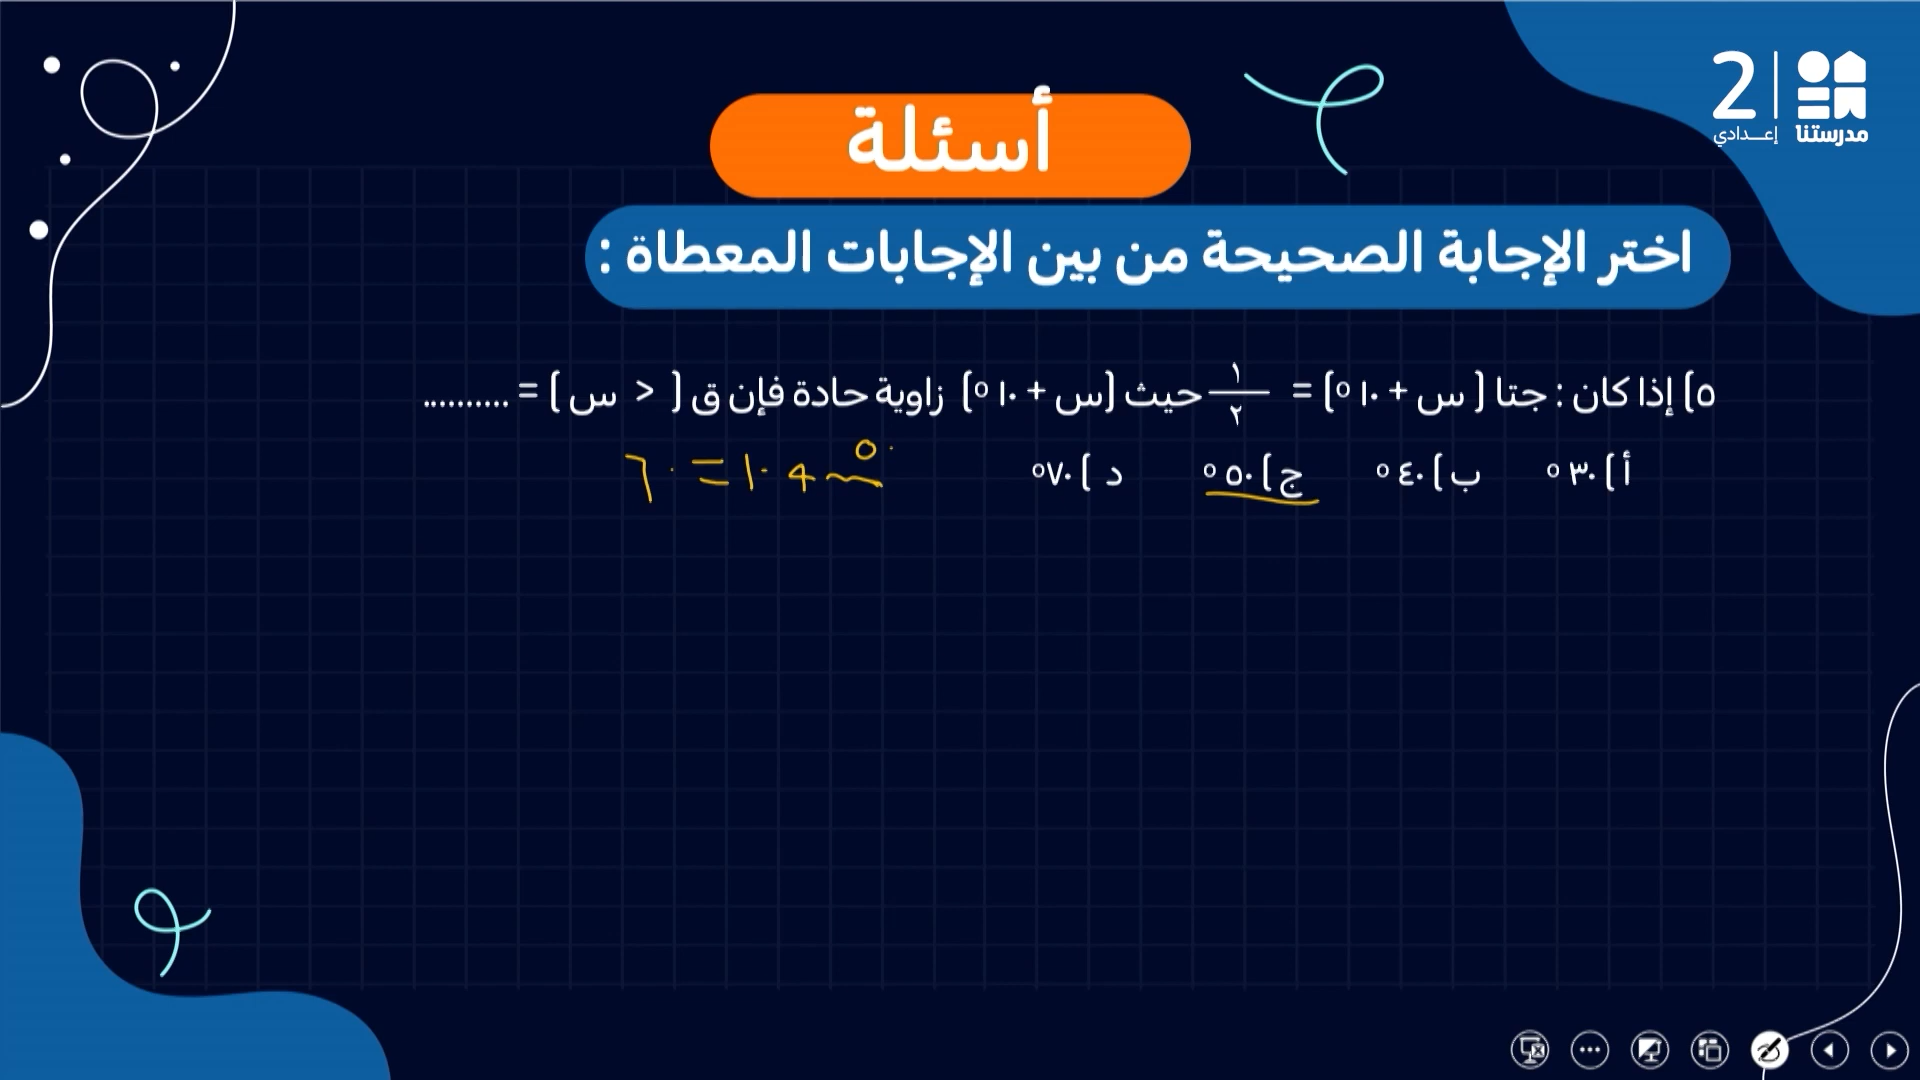 2
مدرستنا إعدادي
أسئلة
اختر الإجابة الصحيحة من بين الإجابات المعطاة :
٥) إذا كان : جتا ( س + ١٠ °) = ١/٢ حيث (س + ١٠ °) زاوية حادة فإن ق ( < س ) = ..........
أ) ٣٠ ° ب) ٤٠ ° ج) ٥٠ ° د ) ٧٠°
س + ١٠ = ٦٠